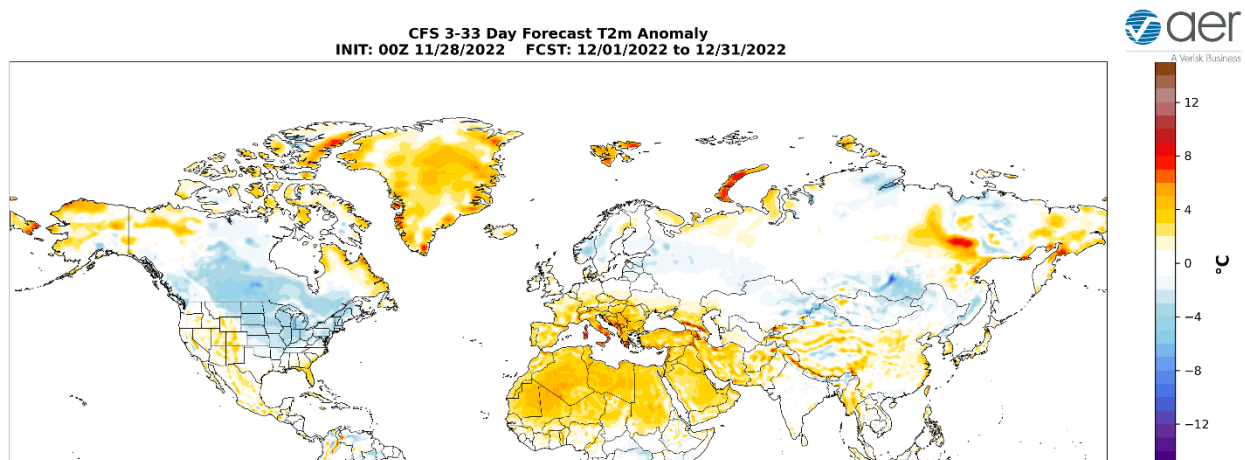 CFS 3-33 Day Forecast T2m Anomaly
INIT: 00Z 11/28/2022 FCST: 12/01/2022 to 12/31/2022
aer
A Verisk Business
12
8
4
0
−4
−8
−12
°C